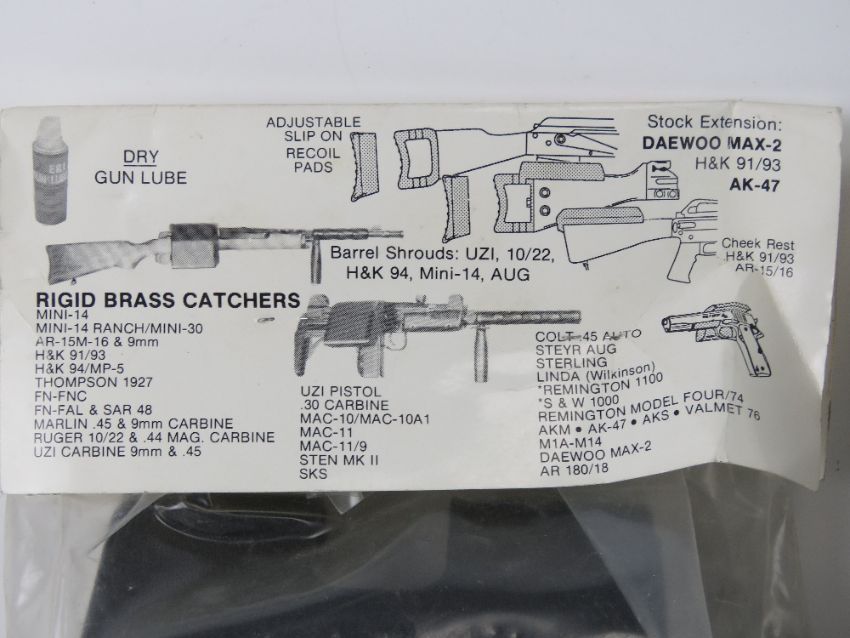 DRY
GUN LUBE
E&L
ADJUSTABLE
SLIP ON
RECOIL
PADS
Stock Extension:
DAEWOO MAX-2
H&K 91/93
AK-47
Cheek Rest
H&K 91/93
AR-15/16
Barrel Shrouds: UZI, 10/22,
H&K 94, Mini-14, AUG
RIGID BRASS CATCHERS
MINI-14
MINI-14 RANCH/MINI-30
AR-15M-16 & 9mm
H&K 91/93
H&K 94/MP-5
THOMPSON 1927
FN-FNC
FN-FAL & SAR 48
MARLIN .45 & 9mm CARBINE
RUGER 10/22 & .44 MAG. CARBINE
UZI CARBINE 9mm & .45
UZI PISTOL
.30 CARBINE
MAC-10/MAC-10A1
MAC-11
MAC-11/9
STEN MK II
SKS
COLT .45 AUTO
STEYR AUG
STERLING
LINDA (Wilkinson)
*REMINGTON 1100
*S & W 1000
REMINGTON MODEL FOUR/74
AKM • AK-47 • AKS • VALMET 76
M1A-M14
DAEWOO MAX-2
AR 180/18